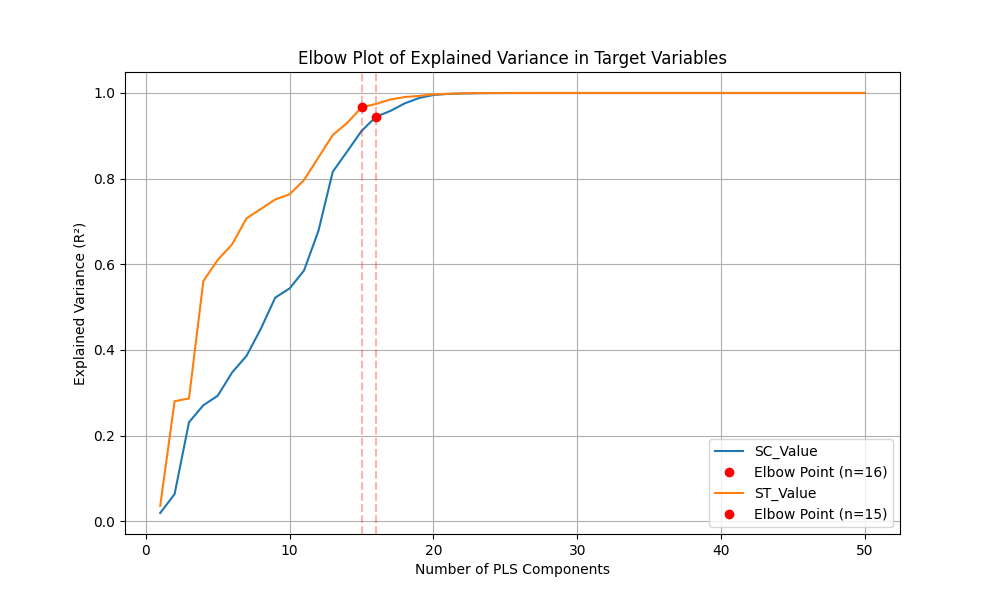 Elbow Plot of Explained Variance in Target Variables
Explained Variance (R²)
1.0
0.8
0.6
0.4
0.2
0.0
SC_Value
Elbow Point (n=16)
ST_Value
Elbow Point (n=15)
0 10 20 30 40 50
Number of PLS Components